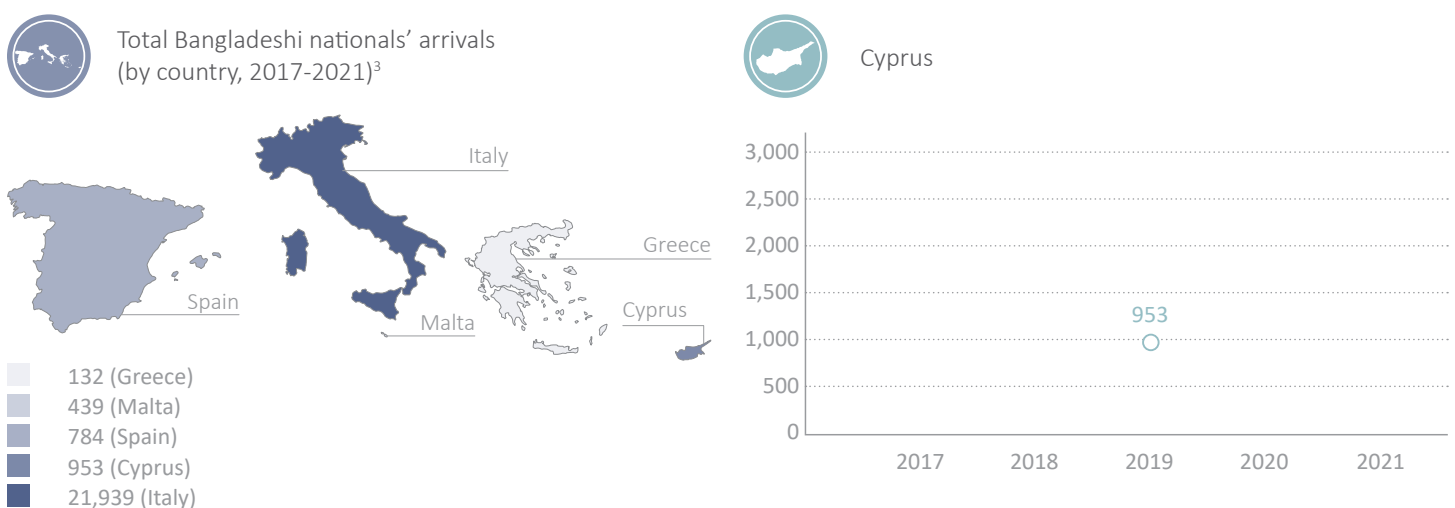 Total Bangladeshi nationals’ arrivals
(by country, 2017-2021)3
Italy
Greece
Spain
Malta
Cyprus
132 (Greece)
439 (Malta)
784 (Spain)
953 (Cyprus)
21,939 (Italy)
Cyprus
3,000
2,500
2,000
1,500
1,000
500
0
953
2017 2018 2019 2020 2021